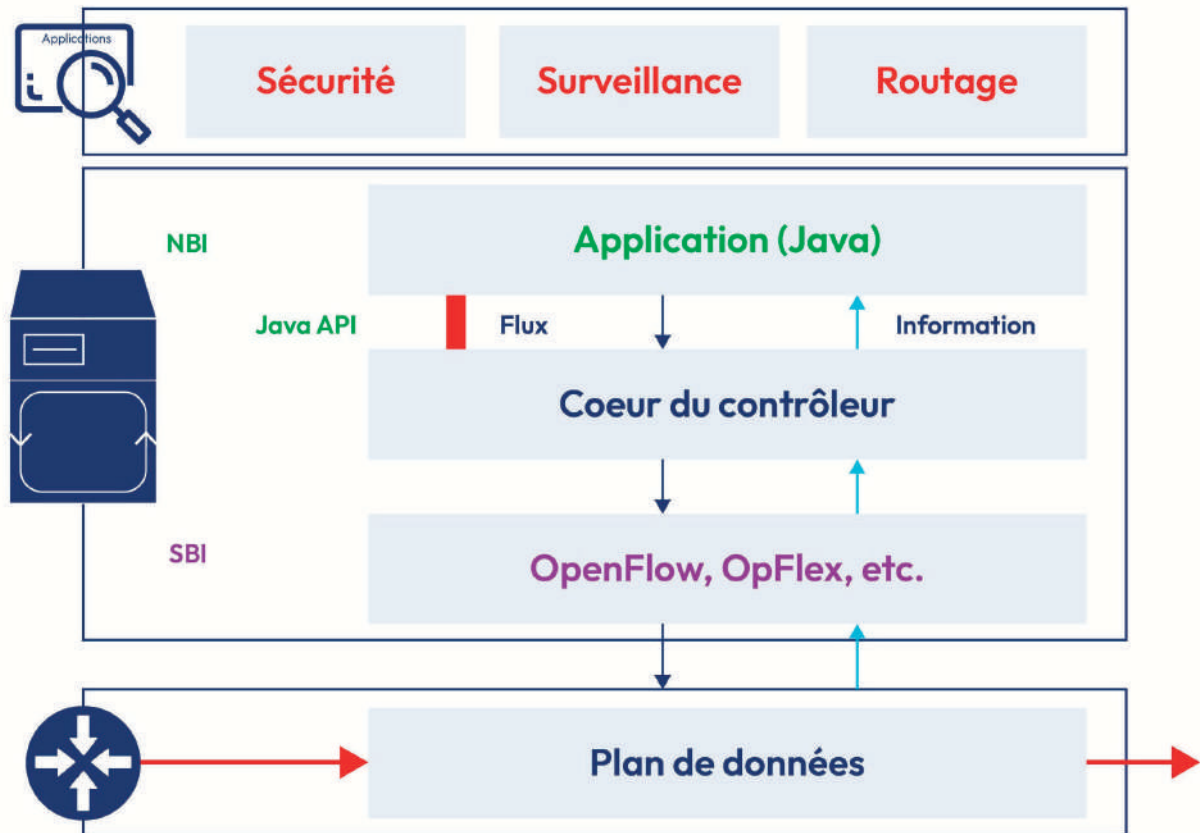 Applications
Sécurité
Surveillance
Routage
NBI
Application (Java)
Java API
Flux
Information
Coeur du contrôleur
SBI
OpenFlow, OpFlex, etc.
Plan de données